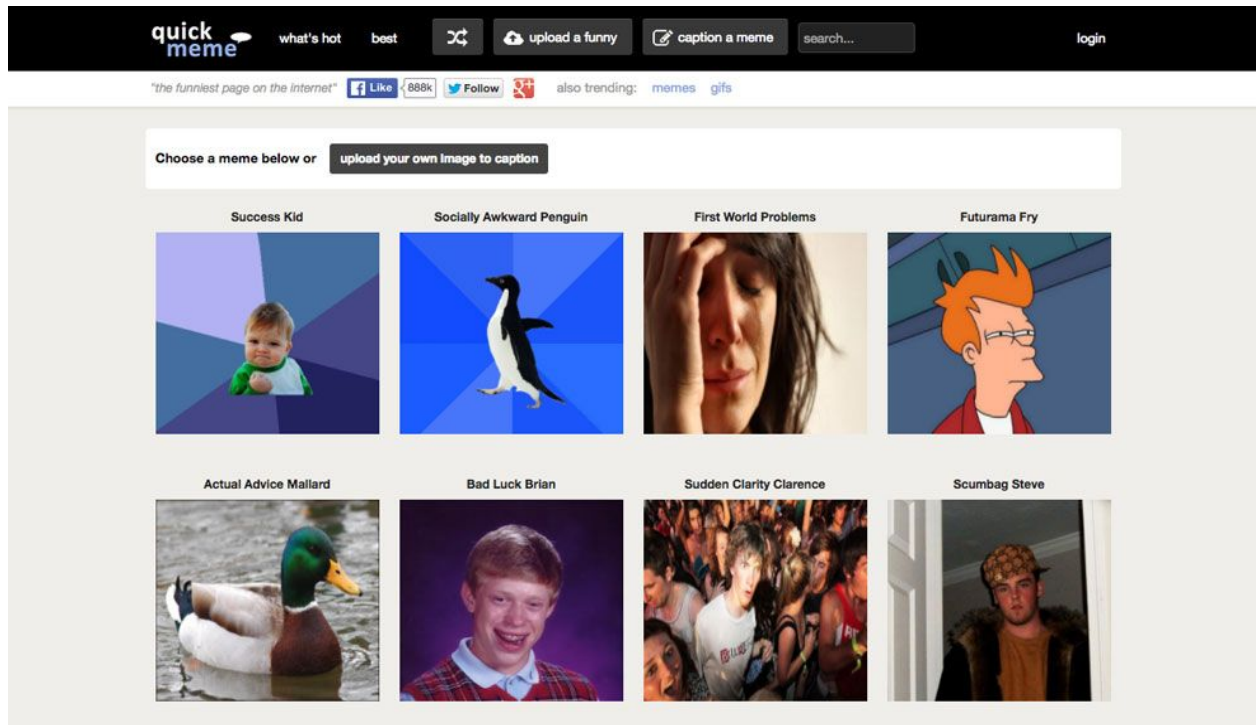 quick
meme
what's hot best upload a funny caption a meme search... login
"the funniest page on the internet" Like 888k Follow g+ also trending: memes gifs
Choose a meme below or upload your own image to caption
Success Kid Socially Awkward Penguin First World Problems Futurama Fry
Actual Advice Mallard Bad Luck Brian Sudden Clarity Clarence Scumbag Steve